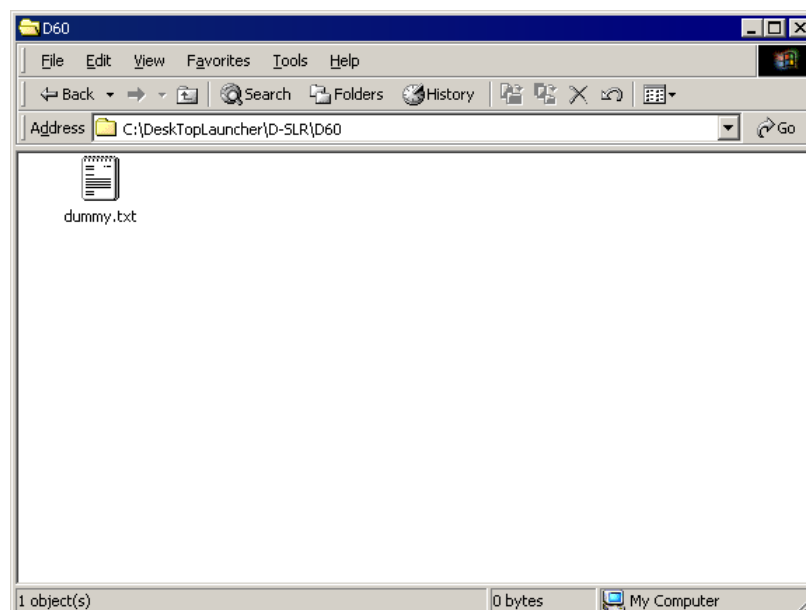 D60
File Edit View Favorites Tools Help
Back Search Folders History
Address C:\DeskTopLauncher\D-SLR\D60 Go
dummy.txt
1 object(s) 0 bytes My Computer